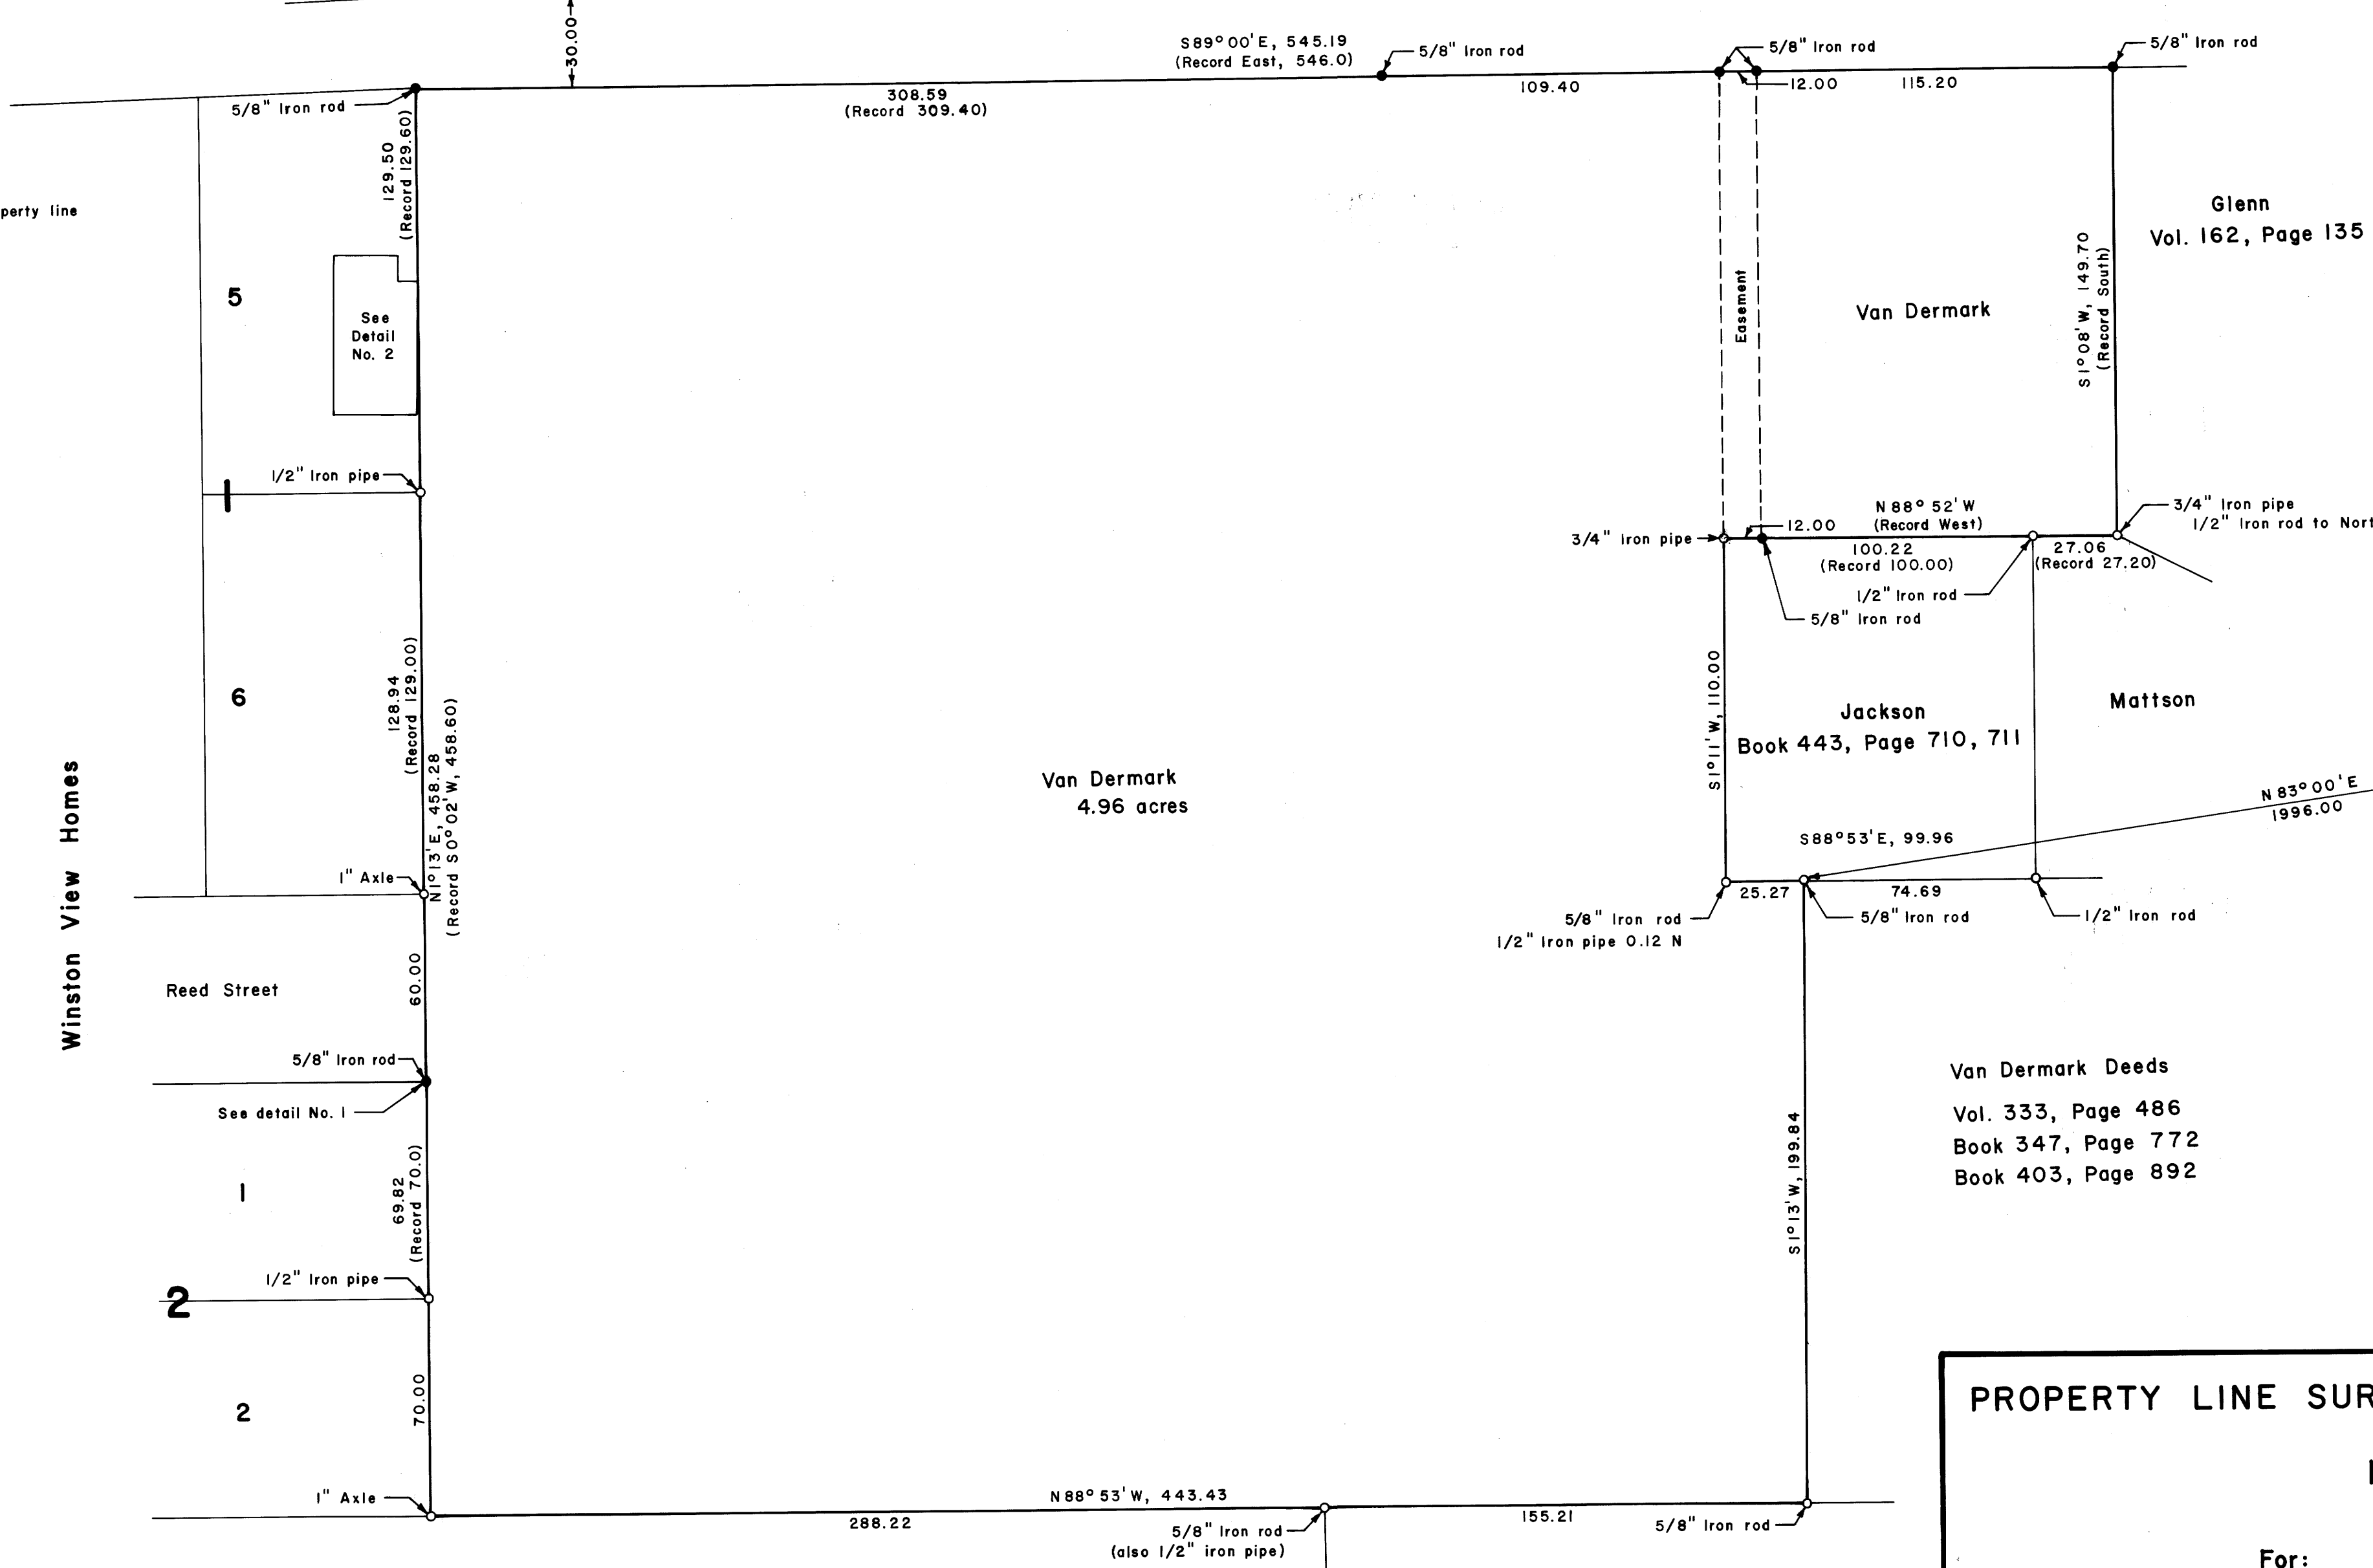 30.00
S89°00'E, 545.19
(Record East, 546.0)
5/8" Iron rod
5/8" Iron rod
5/8" Iron rod
5/8" Iron rod
308.59
(Record 309.40)
109.40
12.00
115.20
129.50
(Record 129.60)
perty line
5
See
Detail
No. 2
Easement
Van Dermark
S1°08'W, 149.70
(Record South)
Glenn
Vol. 162, Page 135
1/2" Iron pipe
1
3/4" Iron pipe
12.00
N 88° 52'W
(Record West)
100.22
(Record 100.00)
27.06
(Record 27.20)
3/4" Iron pipe
1/2" Iron rod to Nort
1/2" Iron rod
5/8" Iron rod
6
128.94
(Record 129.00)
N1°13'E, 458.28
(Record S0°02'W, 458.60)
Winston View Homes
Van Dermark
4.96 acres
S1°11'W, 110.00
Jackson
Book 443, Page 710, 711
Mattson
N 83°00'E
1996.00
S88°53'E, 99.96
1" Axle
25.27
74.69
5/8" Iron rod
1/2" Iron pipe 0.12 N
5/8" Iron rod
1/2" Iron rod
Reed Street
60.00
5/8" Iron rod
See detail No. 1
1
69.82
(Record 70.0)
S1°13'W, 199.84
Van Dermark Deeds
Vol. 333, Page 486
Book 347, Page 772
Book 403, Page 892
1/2" Iron pipe
2
2
70.00
1" Axle
N 88° 53'W, 443.43
288.22
5/8" Iron rod
(also 1/2" iron pipe)
155.21
5/8" Iron rod
PROPERTY LINE SUR
For: